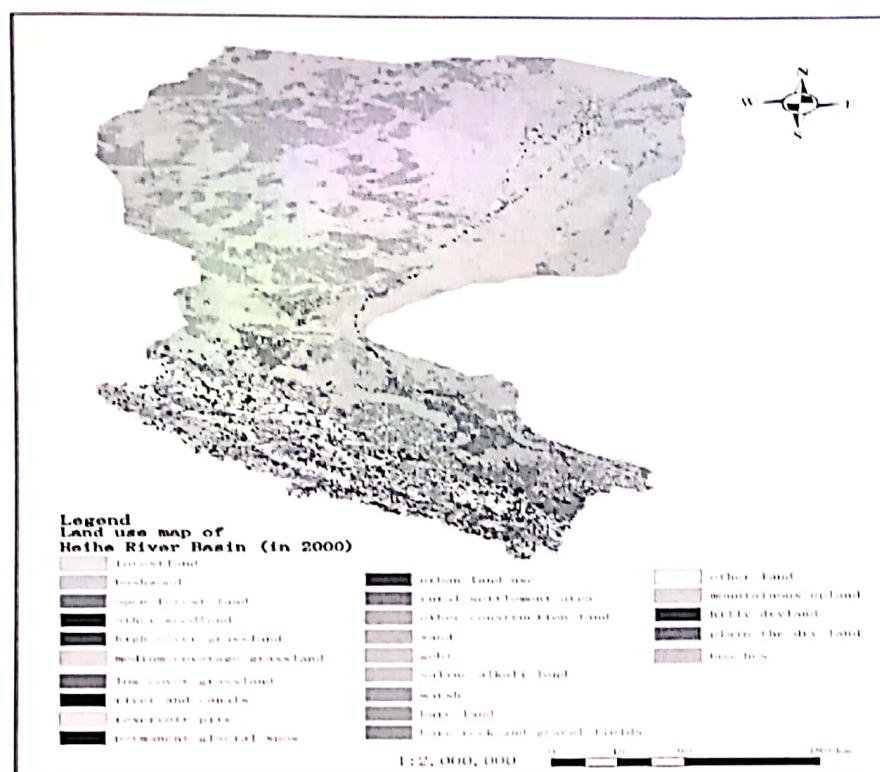 N
W E
S
Legend
Land use map of
Heihe River Basin (in 2000)
forestland
bushwood
open forest land
other woodland
high cover grassland
medium coverage grassland
low cover grassland
river and canals
reservoir pits
permanent glacial snow
urban land use
rural settlement area
other construction land
sand
gobi
saline alkali land
marsh
bare land
bare rock and gravel fields
other land
mountainous upland
hilly dryland
plain the dry land
beaches
1:2,000,000
0